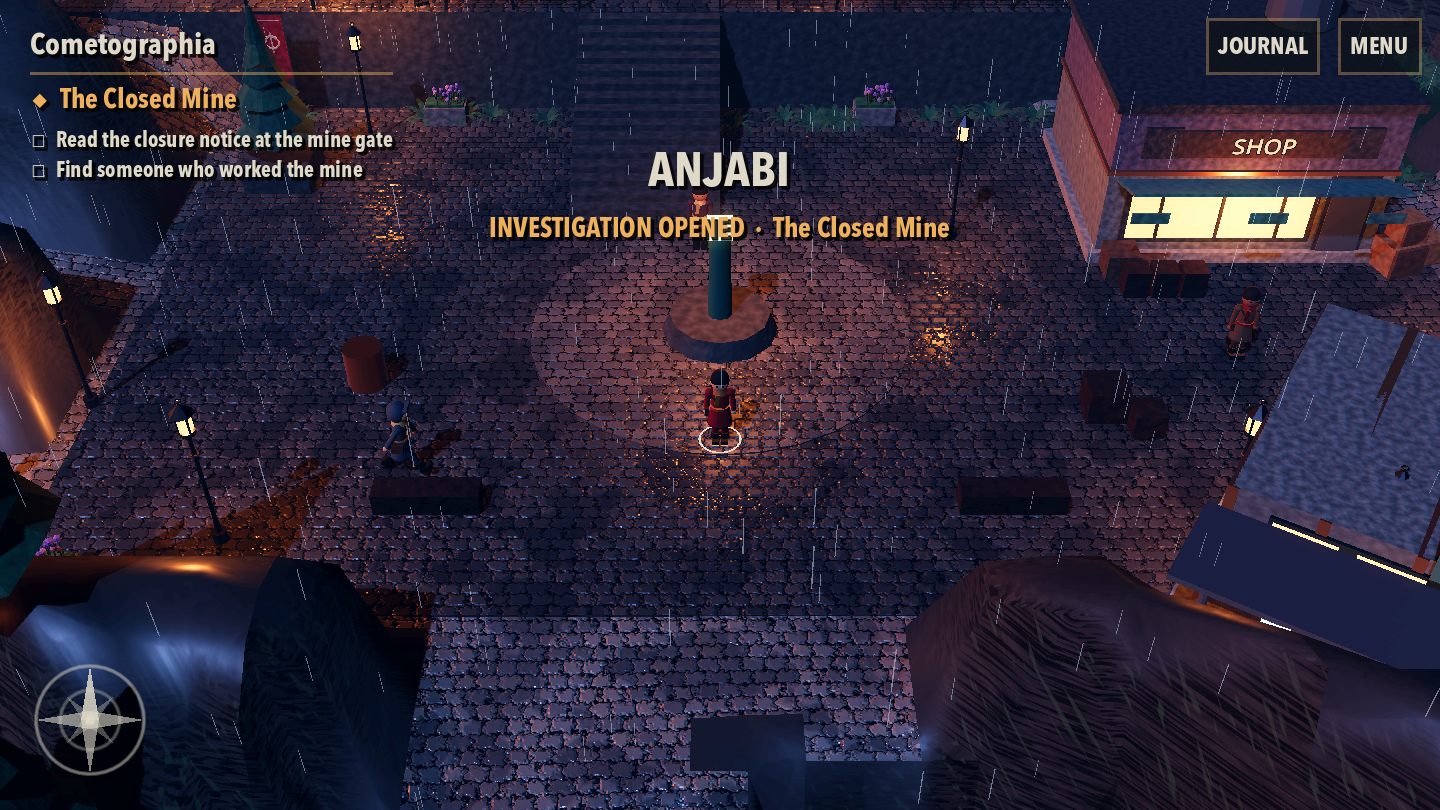 Cometographia
The Closed Mine
Read the closure notice at the mine gate
Find someone who worked the mine
JOURNAL
MENU
SHOP
ANJABI
INVESTIGATION OPENED · The Closed Mine